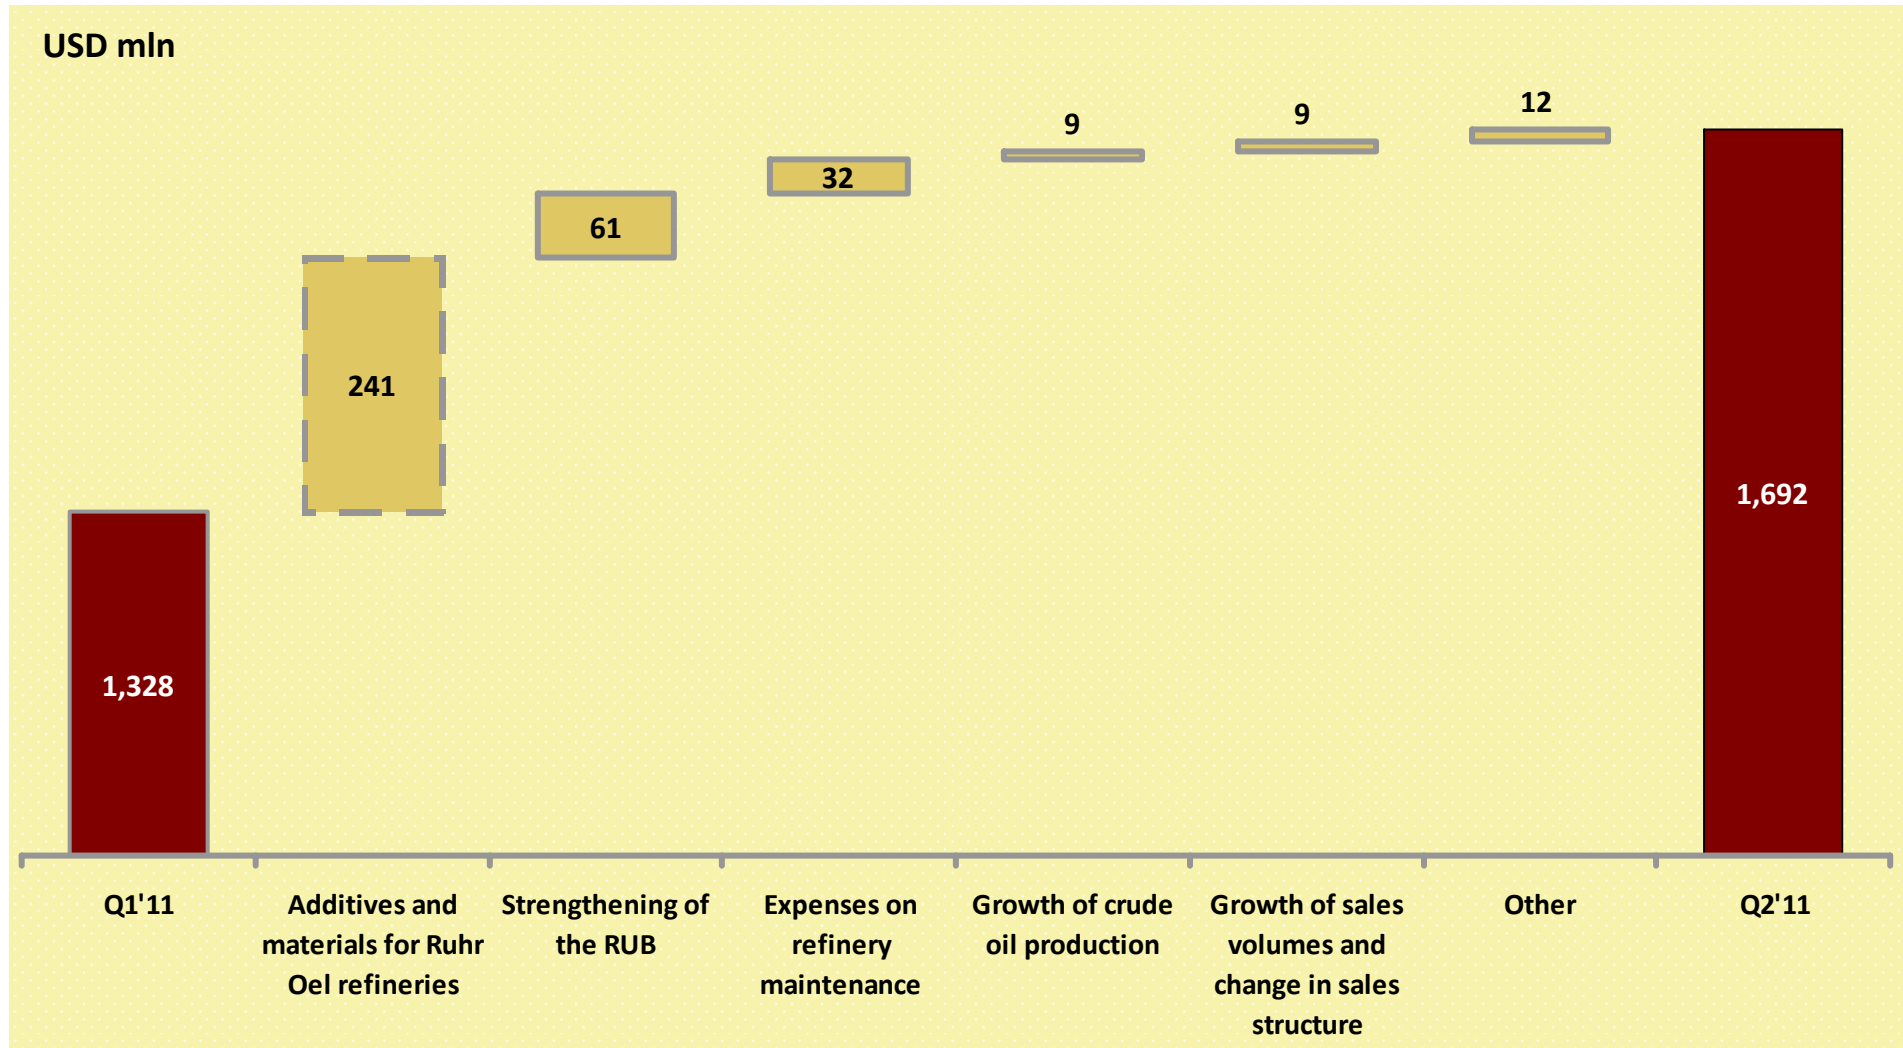 USD mln
1,328
241
61
32
9
9
12
1,692
Q1'11
Additives and
materials for Ruhr
Oel refineries
Strengthening of
the RUB
Expenses on
refinery
maintenance
Growth of crude
oil production
Growth of sales
volumes and
change in sales
structure
Other
Q2'11